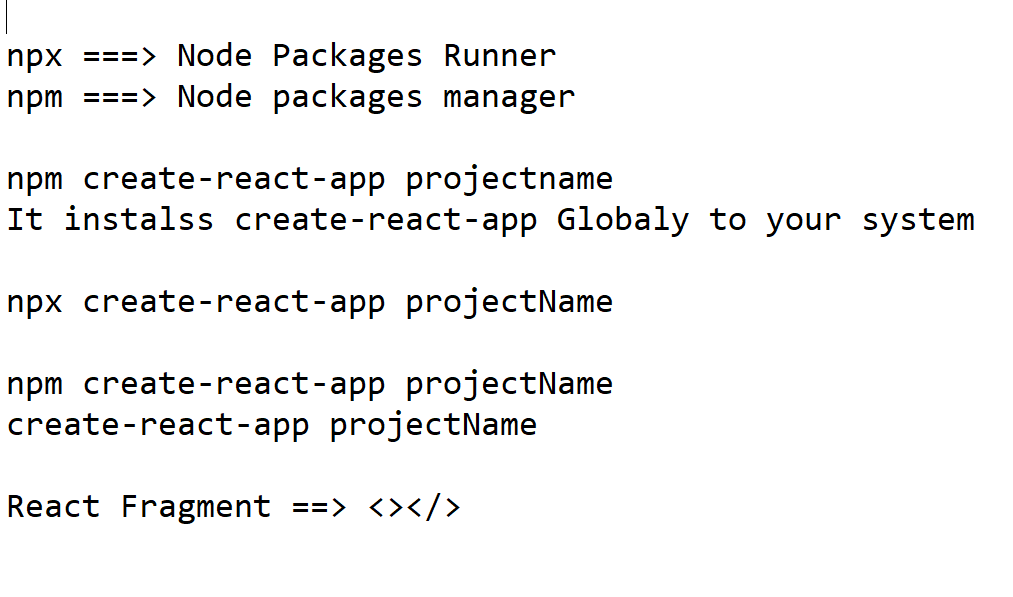 npx ===> Node Packages Runner
npm ===> Node packages manager
npm create-react-app projectname
It instalss create-react-app Globaly to your system
npx create-react-app projectName
npm create-react-app projectName
create-react-app projectName
React Fragment ==> <></>